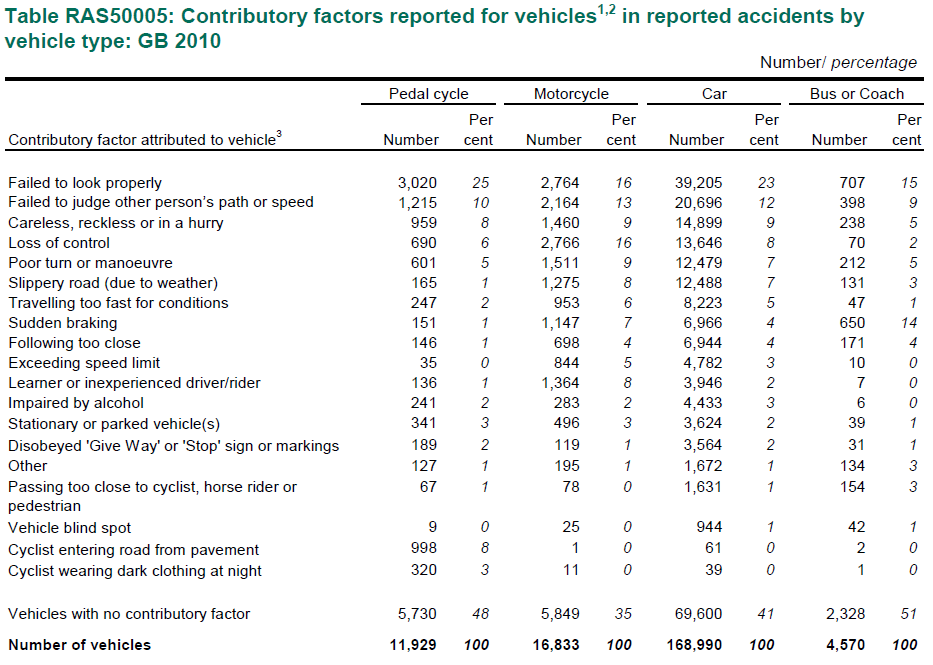 Table RAS50005: Contributory factors reported for vehicles1,2 in reported accidents by
vehicle type: GB 2010
Number/ percentage
Pedal cycle Motorcycle Car Bus or Coach
Contributory factor attributed to vehicle3 Number Per cent Number Per cent Number Per cent Number Per cent
Failed to look properly 3,020 25 2,764 16 39,205 23 707 15
Failed to judge other person's path or speed 1,215 10 2,164 13 20,696 12 398 9
Careless, reckless or in a hurry 959 8 1,460 9 14,899 9 238 5
Loss of control 690 6 2,766 16 13,646 8 70 2
Poor turn or manoeuvre 601 5 1,511 9 12,479 7 212 5
Slippery road (due to weather) 165 1 1,275 8 12,488 7 131 3
Travelling too fast for conditions 247 2 953 6 8,223 5 47 1
Sudden braking 151 1 1,147 7 6,966 4 650 14
Following too close 146 1 698 4 6,944 4 171 4
Exceeding speed limit 35 0 844 5 4,782 3 10 0
Learner or inexperienced driver/rider 136 1 1,364 8 3,946 2 7 0
Impaired by alcohol 241 2 283 2 4,433 3 6 0
Stationary or parked vehicle(s) 341 3 496 3 3,624 2 39 1
Disobeyed 'Give Way' or 'Stop' sign or markings 189 2 119 1 3,564 2 31 1
Other 127 1 195 1 1,672 1 134 3
Passing too close to cyclist, horse rider or 67 1 78 0 1,631 1 154 3
pedestrian
Vehicle blind spot 9 0 25 0 944 1 42 1
Cyclist entering road from pavement 998 8 1 0 61 0 2 0
Cyclist wearing dark clothing at night 320 3 11 0 39 0 1 0
Vehicles with no contributory factor 5,730 48 5,849 35 69,600 41 2,328 51
Number of vehicles 11,929 100 16,833 100 168,990 100 4,570 100